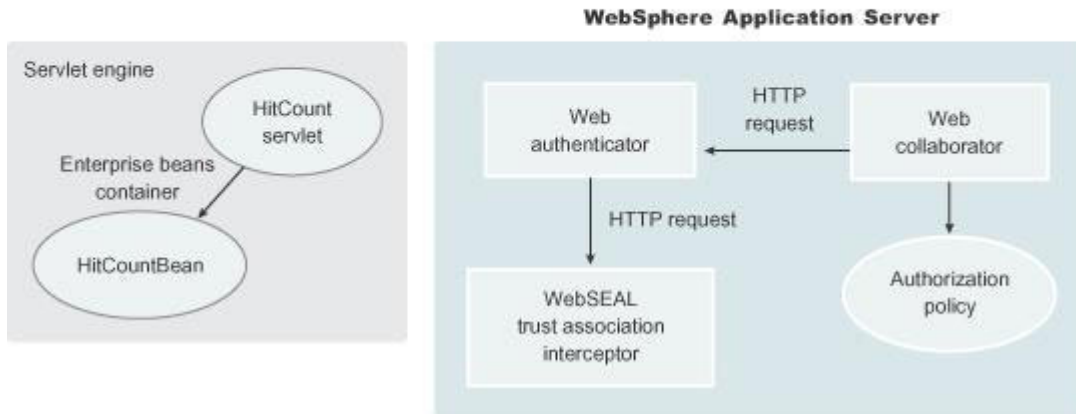 WebSphere Application Server
Servlet engine
HitCount
servlet
Enterprise beans
container
HitCountBean
Web
authenticator
HTTP
request
Web
collaborator
HTTP request
WebSEAL
trust association
interceptor
Authorization
policy